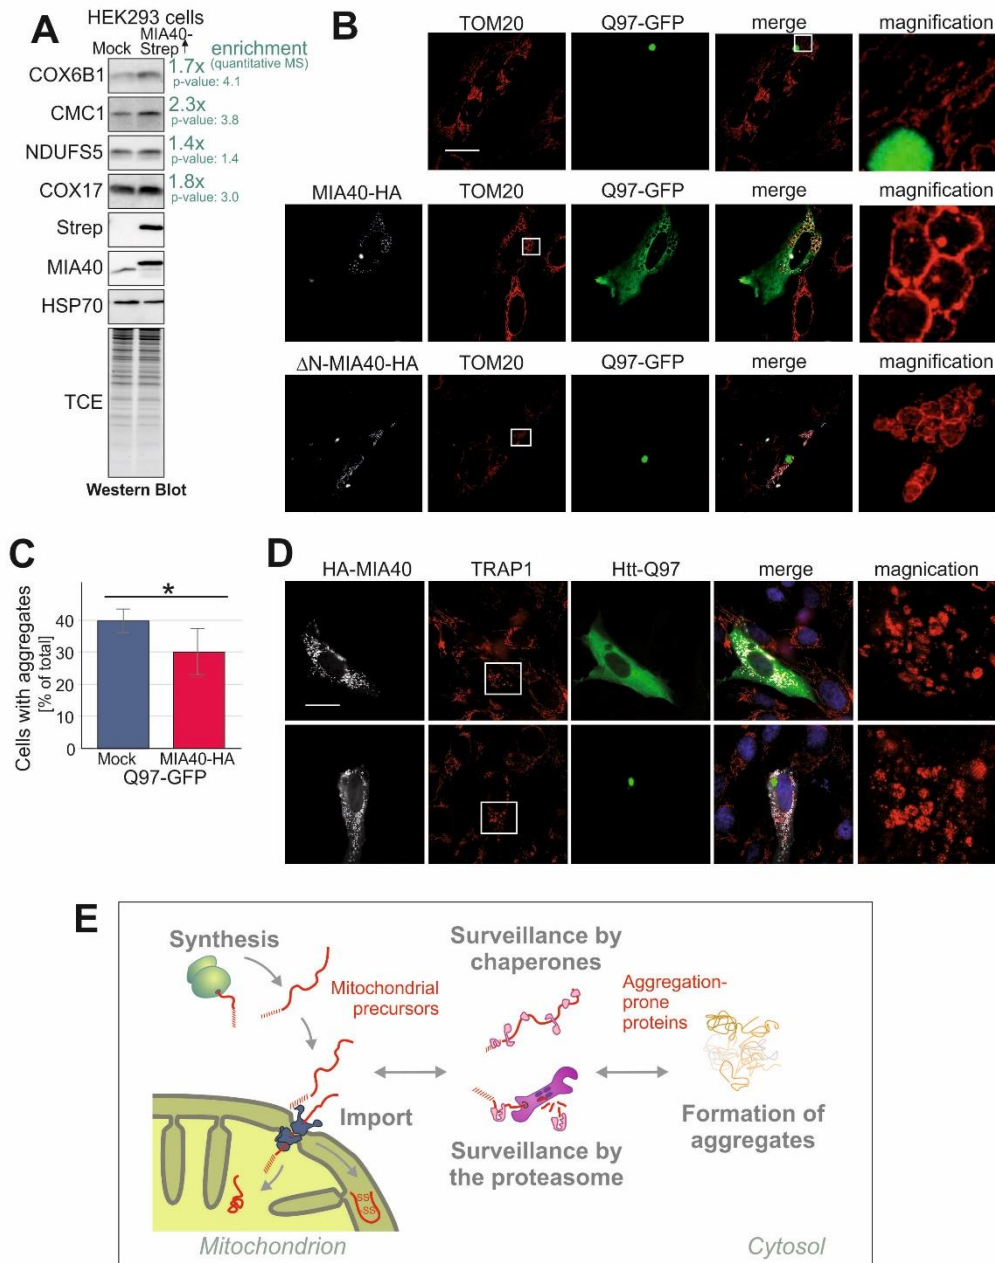 A
HEK293 cells
Mock
MIA40-
Strep
enrichment
(quantitative MS)
COX6B1
1.7x
p-value: 4.1
CMC1
2.3x
p-value: 3.8
NDUFS5
1.4x
p-value: 1.4
COX17
1.8x
p-value: 3.0
Strep
MIA40
HSP70
TCE
Western Blot
B
TOM20 Q97-GFP merge magnification
MIA40-HA TOM20 Q97-GFP merge magnification
ΔN-MIA40-HA TOM20 Q97-GFP merge magnification
C
Cells with aggregates
[% of total]
*
40
30
20
10
0
Mock MIA40-HA
Q97-GFP
D
HA-MIA40 TRAP1 Htt-Q97 merge magnication
E
Synthesis
Mitochondrial
precursors
Import
Surveillance by
chaperones
Surveillance by
the proteasome
Aggregation-
prone
proteins
Formation of
aggregates
SS
SS
Mitochondrion
Cytosol